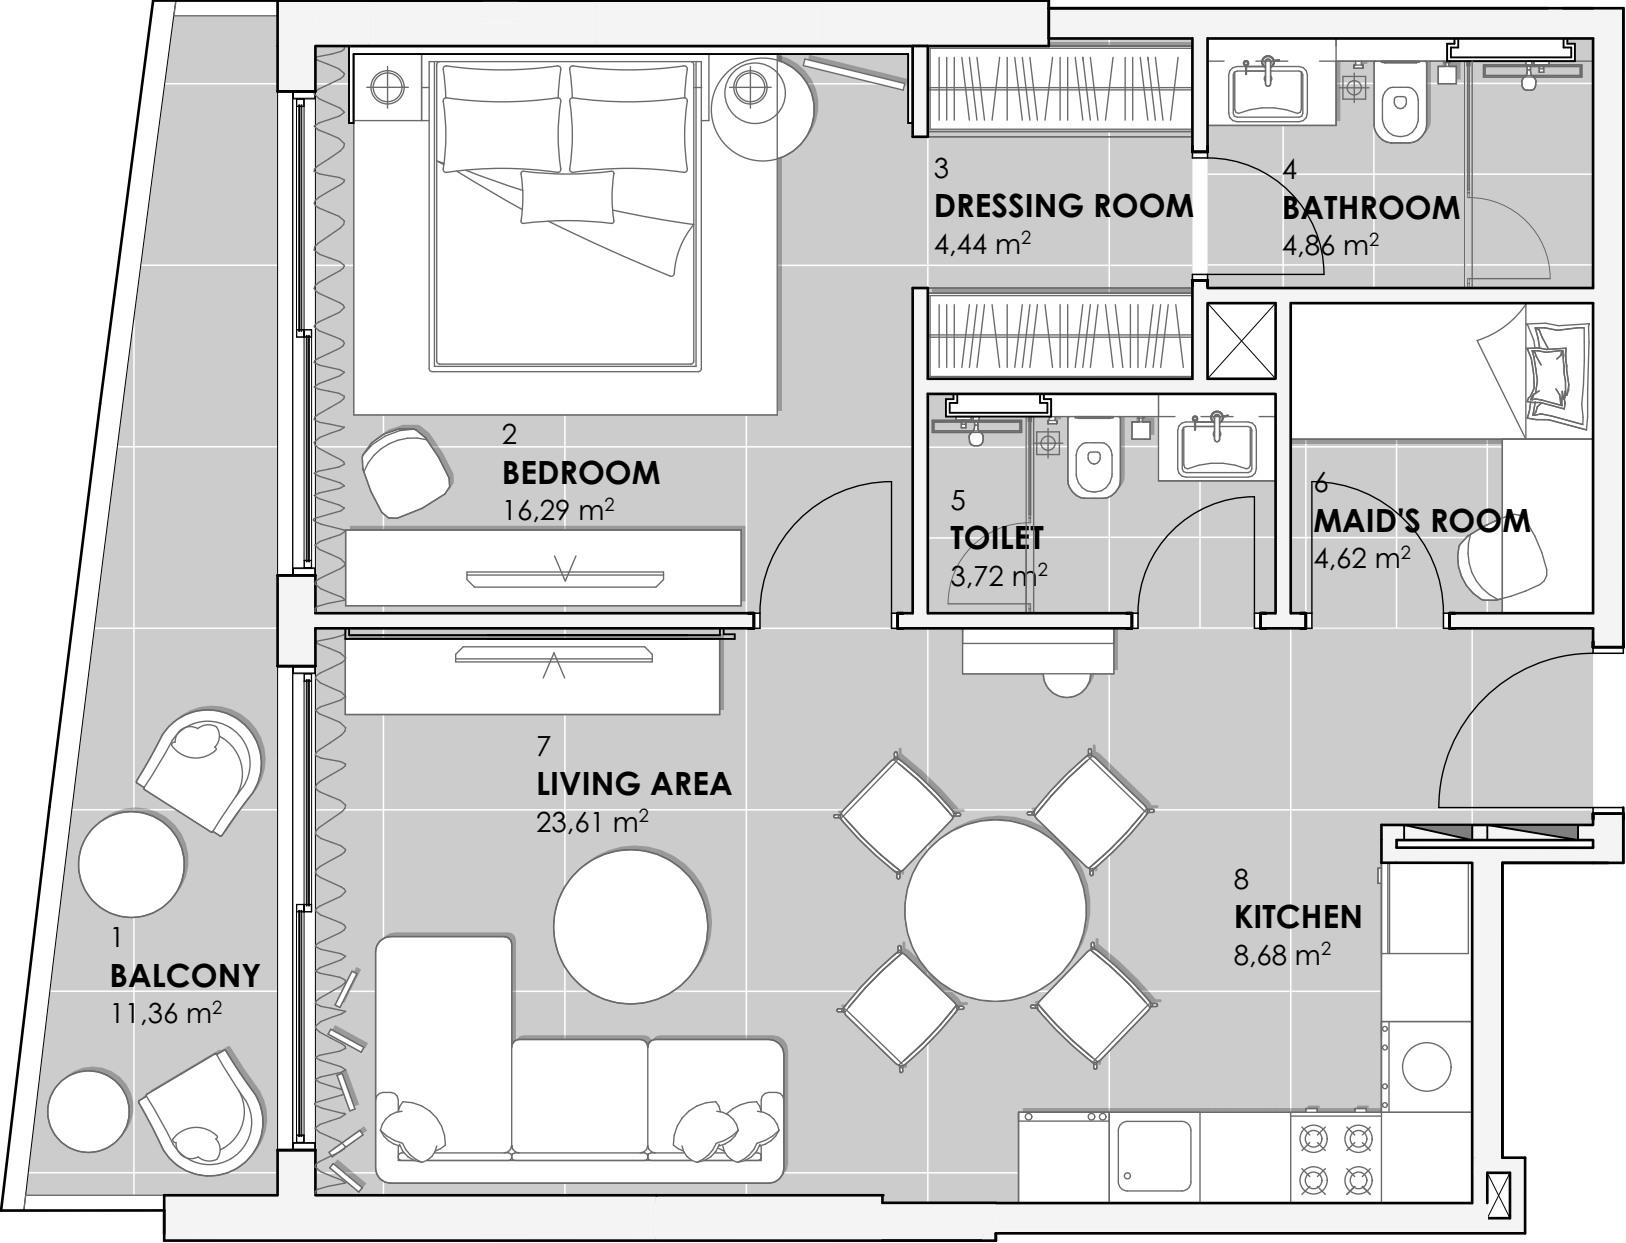 3
DRESSING ROOM
4,44 m²
4
BATHROOM
4,86 m²
2
BEDROOM
16,29 m²
5
TOILET
3,72 m²
6
MAID'S ROOM
4,62 m²
7
LIVING AREA
23,61 m²
8
KITCHEN
8,68 m²
1
BALCONY
11,36 m²